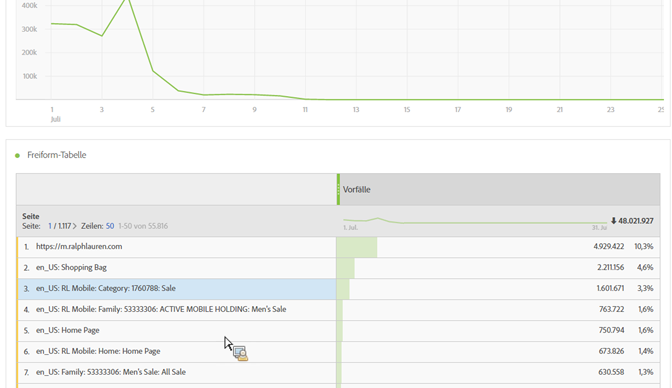 400k
300k
200k
100k
1 3 5 7 9 11 13 15 17 19 21 23 25
Juli
Freiform-Tabelle
Vorfälle
Seite
Seite: 1 / 1.117 > Zeilen: 50 1-50 von 55.816
48.021.927
1. Jul. 31. Ju
1. https://m.ralphlauren.com 4.929.422 10,3%
2. en_US: Shopping Bag 2.211.156 4,6%
3. en_US: RL Mobile: Category: 1760788: Sale 1.601.671 3,3%
4. en_US: RL Mobile: Family: 53333306: ACTIVE MOBILE HOLDING: Men's Sale 763.722 1,6%
5. en_US: Home Page 750.794 1,6%
6. en_US: RL Mobile: Home: Home Page 673.826 1,4%
7. en_US: Family: 53333306: Men's Sale: All Sale 630.558 1,3%